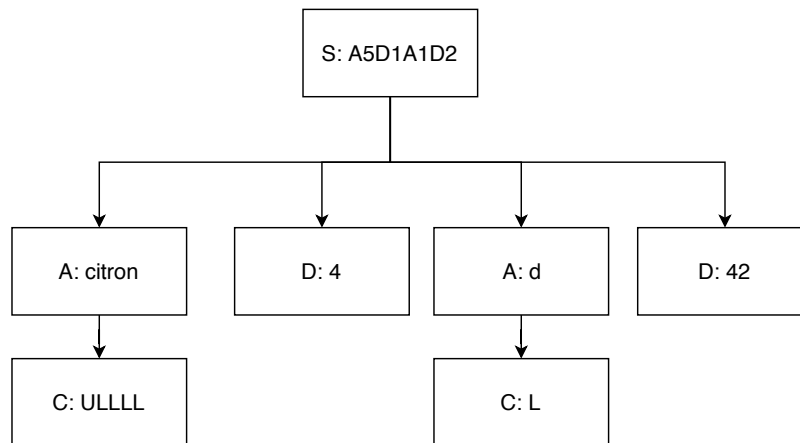 S: A5D1A1D2
A: citron
D: 4
A: d
D: 42
C: ULLLL
C: L